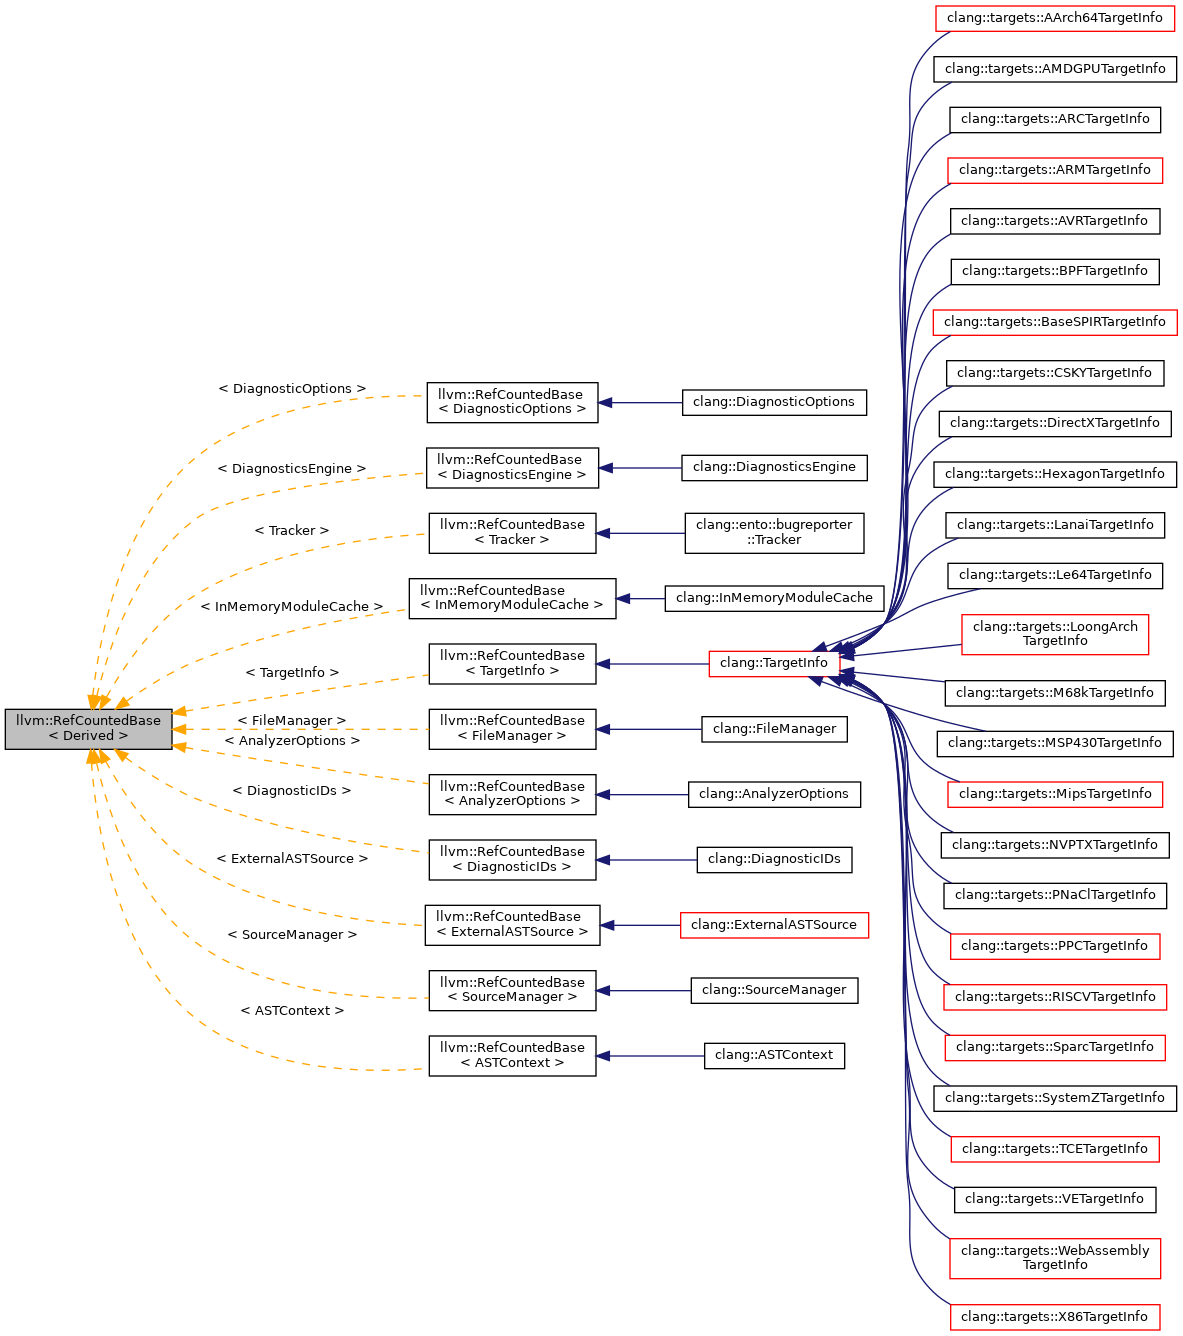 llvm::RefCountedBase
< Derived >
< DiagnosticOptions >
< DiagnosticsEngine >
< Tracker >
< InMemoryModuleCache >
< TargetInfo >
< FileManager >
< AnalyzerOptions >
< DiagnosticIDs >
< ExternalASTSource >
< SourceManager >
< ASTContext >
llvm::RefCountedBase
< DiagnosticOptions >
llvm::RefCountedBase
< DiagnosticsEngine >
llvm::RefCountedBase
< Tracker >
llvm::RefCountedBase
< InMemoryModuleCache >
llvm::RefCountedBase
< TargetInfo >
llvm::RefCountedBase
< FileManager >
llvm::RefCountedBase
< AnalyzerOptions >
llvm::RefCountedBase
< DiagnosticIDs >
llvm::RefCountedBase
< ExternalASTSource >
llvm::RefCountedBase
< SourceManager >
llvm::RefCountedBase
< ASTContext >
clang::DiagnosticOptions
clang::DiagnosticsEngine
clang::ento::bugreporter
::Tracker
clang::InMemoryModuleCache
clang::TargetInfo
clang::FileManager
clang::AnalyzerOptions
clang::DiagnosticIDs
clang::ExternalASTSource
clang::SourceManager
clang::ASTContext
clang::targets::AArch64TargetInfo
clang::targets::AMDGPUTargetInfo
clang::targets::ARCTargetInfo
clang::targets::ARMTargetInfo
clang::targets::AVRTargetInfo
clang::targets::BPFTargetInfo
clang::targets::BaseSPIRTargetInfo
clang::targets::CSKYTargetInfo
clang::targets::DirectXTargetInfo
clang::targets::HexagonTargetInfo
clang::targets::LanaiTargetInfo
clang::targets::Le64TargetInfo
clang::targets::LoongArch
TargetInfo
clang::targets::M68kTargetInfo
clang::targets::MSP430TargetInfo
clang::targets::MipsTargetInfo
clang::targets::NVPTXTargetInfo
clang::targets::PNaClTargetInfo
clang::targets::PPCTargetInfo
clang::targets::RISCVTargetInfo
clang::targets::SparcTargetInfo
clang::targets::SystemZTargetInfo
clang::targets::TCETargetInfo
clang::targets::VETargetInfo
clang::targets::WebAssembly
TargetInfo
clang::targets::X86TargetInfo